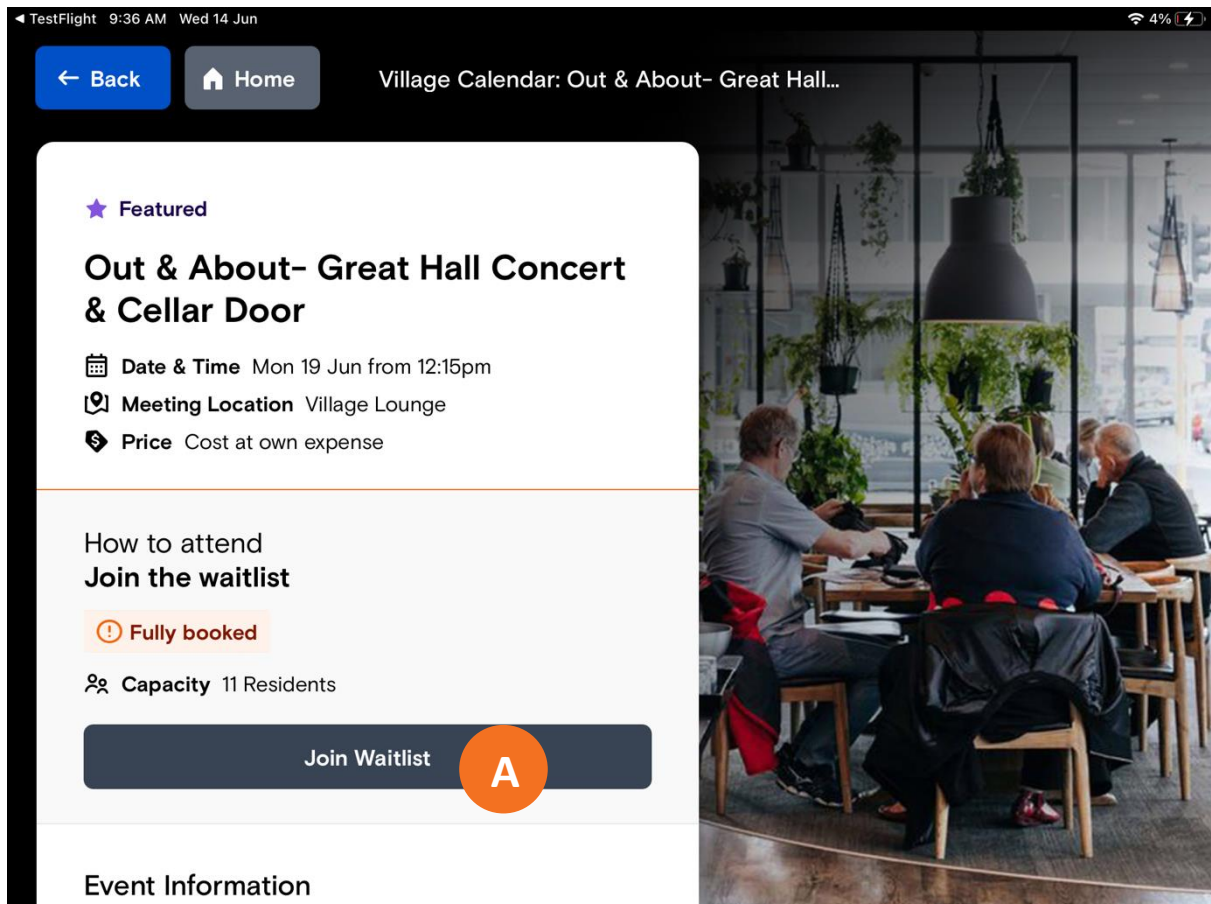 ◀ TestFlight 9:36 AM Wed 14 Jun 4%
← Back Home Village Calendar: Out & About- Great Hall...
Featured
Out & About- Great Hall Concert
& Cellar Door
Date & Time Mon 19 Jun from 12:15pm
Meeting Location Village Lounge
Price Cost at own expense
How to attend
Join the waitlist
Fully booked
Capacity 11 Residents
Join Waitlist A
Event Information